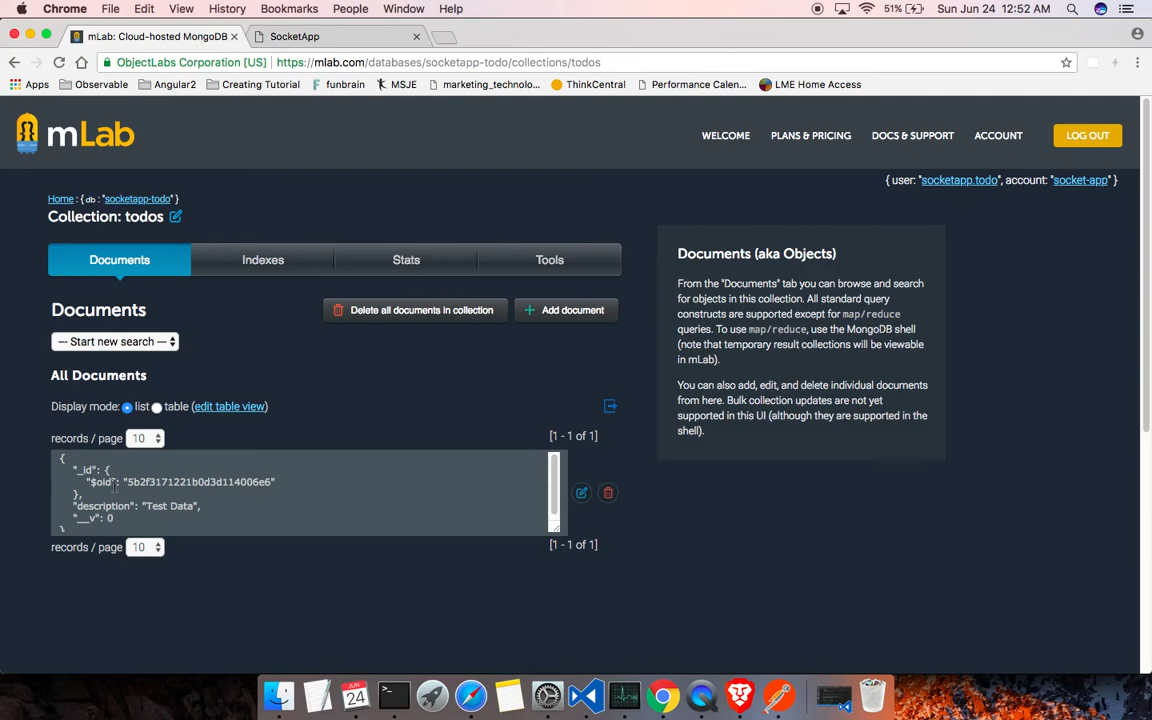 Chrome File Edit View History Bookmarks People Window Help 51% Sun Jun 24 12:52 AM
mLab: Cloud-hosted MongoDB SocketApp
ObjectLabs Corporation [US] https://mlab.com/databases/socketapp-todo/collections/todos
Apps Observable Angular2 Creating Tutorial funbrain MSJE marketing_technolo... ThinkCentral Performance Calen... LME Home Access
mLab WELCOME PLANS & PRICING DOCS & SUPPORT ACCOUNT LOG OUT
{ user: "socketapp.todo", account: "socket-app" }
Home: { db : "socketapp-todo" }
Collection: todos
Documents Indexes Stats Tools
Documents
Delete all documents in collection
Add document
-- Start new search --
All Documents
Display mode: list table (edit table view)
records / page 10 [1 - 1 of 1]
{
"_id": {
"$oid": "5b2f3171221b0d3d114006e6"
},
"description": "Test Data",
"__v": 0
}
records / page 10 [1 - 1 of 1]
Documents (aka Objects)
From the "Documents" tab you can browse and search
for objects in this collection. All standard query
constructs are supported except for map/reduce
queries. To use map/reduce, use the MongoDB shell
(note that temporary result collections will be viewable
in mLab).
You can also add, edit, and delete individual documents
from here. Bulk collection updates are not yet
supported in this UI (although they are supported in the
shell).
JUN
24